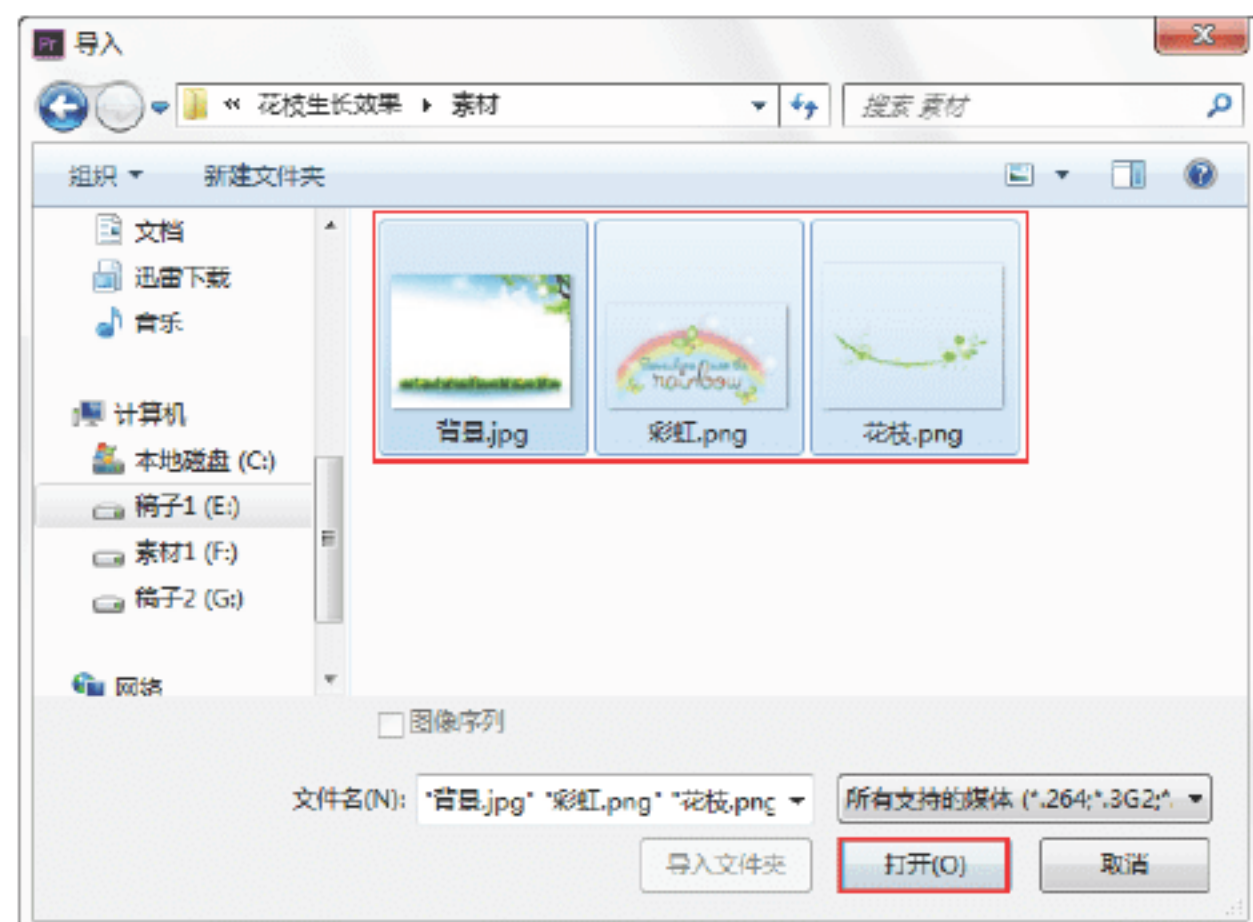 Pr 导入
« 花枝生长效果 ▸ 素材
搜索 素材
组织 新建文件夹
文档
迅雷下载
音乐
计算机
本地磁盘 (C:)
稿子1 (E:)
素材1 (F:)
稿子2 (G:)
网络
背景.jpg
彩虹.png
花枝.png
rainbow
图像序列
文件名(N): "背景.jpg" "彩虹.png" "花枝.png
所有支持的媒体 (*.264;*.3G2;*.
导入文件夹 打开(O) 取消